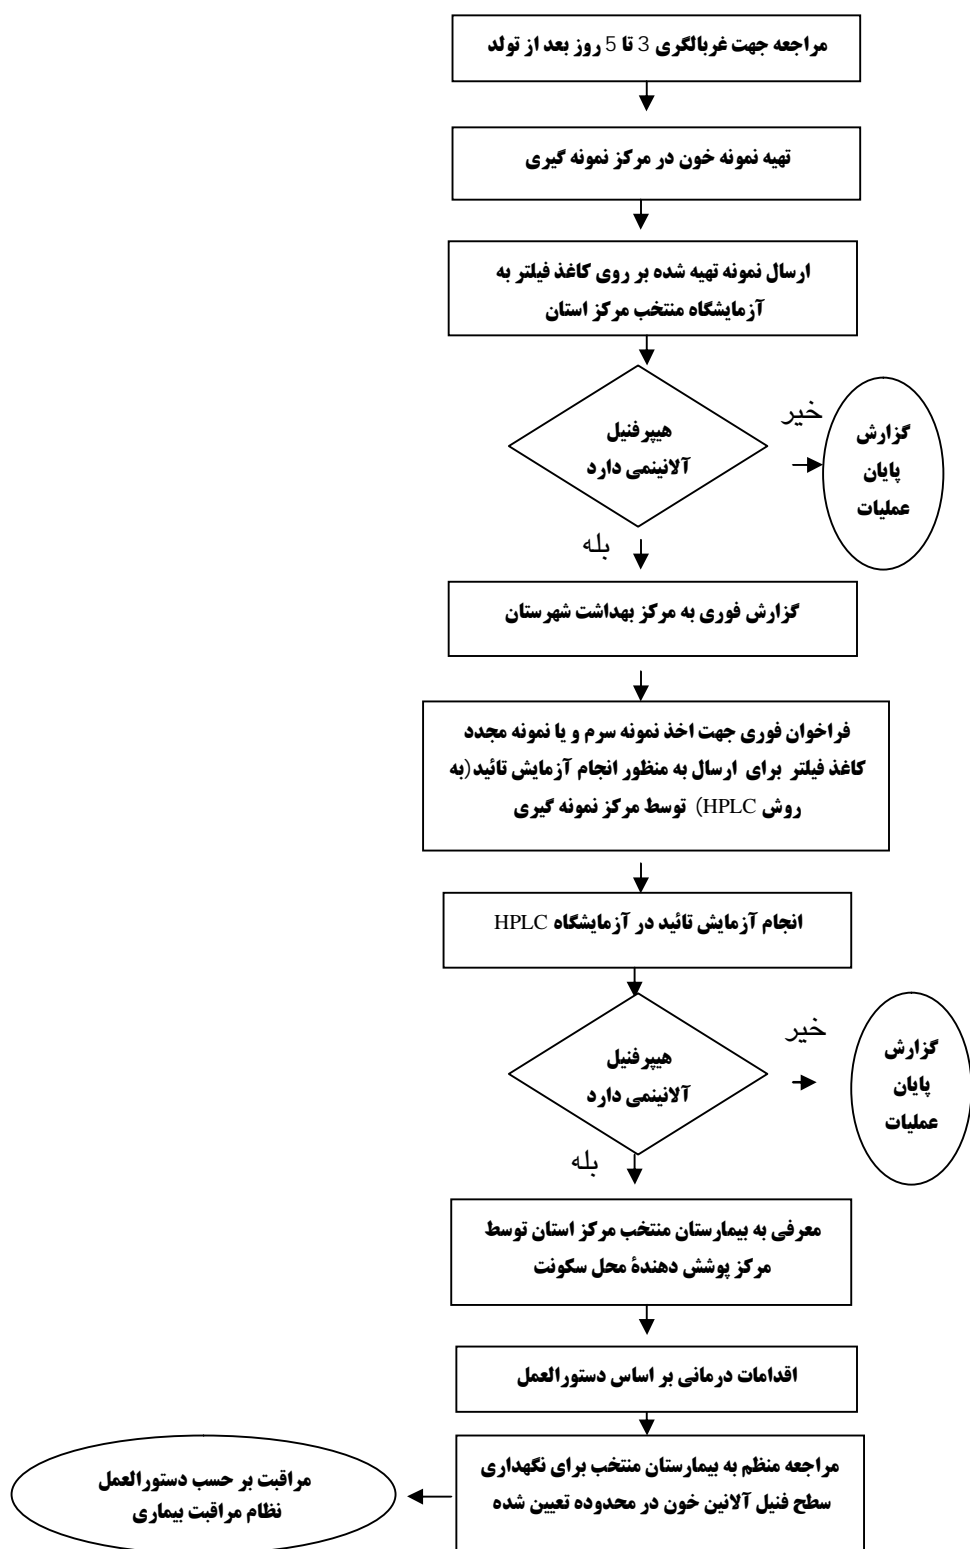 مراجعه جهت غربالگری 3 تا 5 روز بعد از تولد
تهیه نمونه خون در مرکز نمونه گیری
ارسال نمونه تهیه شده بر روی کاغذ فیلتر به
آزمایشگاه منتخب مرکز استان
هیپرفنیل
آلانینمی دارد
خیر
گزارش
پایان
عملیات
بله
گزارش فوری به مرکز بهداشت شهرستان
فراخوان فوری جهت اخذ نمونه سرم و یا نمونه مجدد
کاغذ فیلتر برای ارسال به منظور انجام آزمایش تائید(به
روش HPLC) توسط مرکز نمونه گیری
انجام آزمایش تائید در آزمایشگاه HPLC
هیپرفنیل
آلانینمی دارد
خیر
گزارش
پایان
عملیات
بله
معرفی به بیمارستان منتخب مرکز استان توسط
مرکز پوشش دهندهٔ محل سکونت
اقدامات درمانی بر اساس دستورالعمل
مراجعه منظم به بیمارستان منتخب برای نگهداری
سطح فنیل آلانین خون در محدوده تعیین شده
مراقبت بر حسب دستورالعمل
نظام مراقبت بیماری